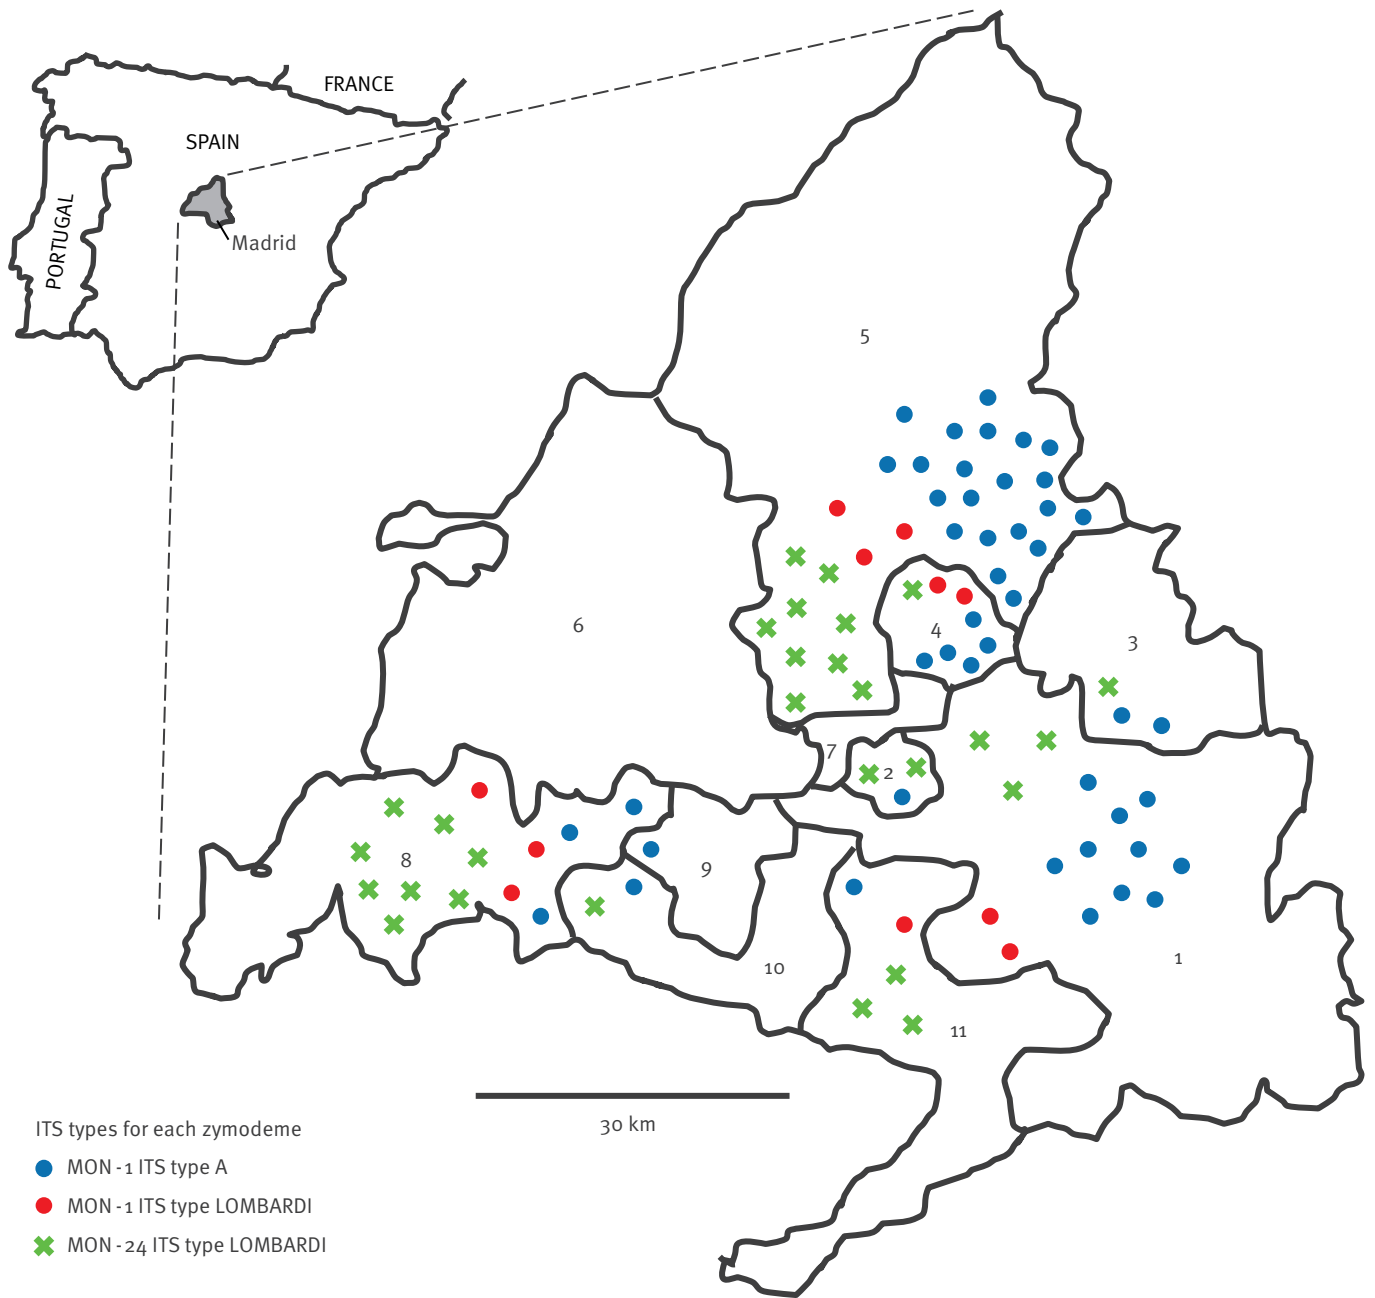 FRANCE
SPAIN
PORTUGAL
Madrid
5
6
4
3
7
2
8
9
10
1
11
30 km
ITS types for each zymodeme
MON - 1 ITS type A
MON - 1 ITS type LOMBARDI
MON - 24 ITS type LOMBARDI